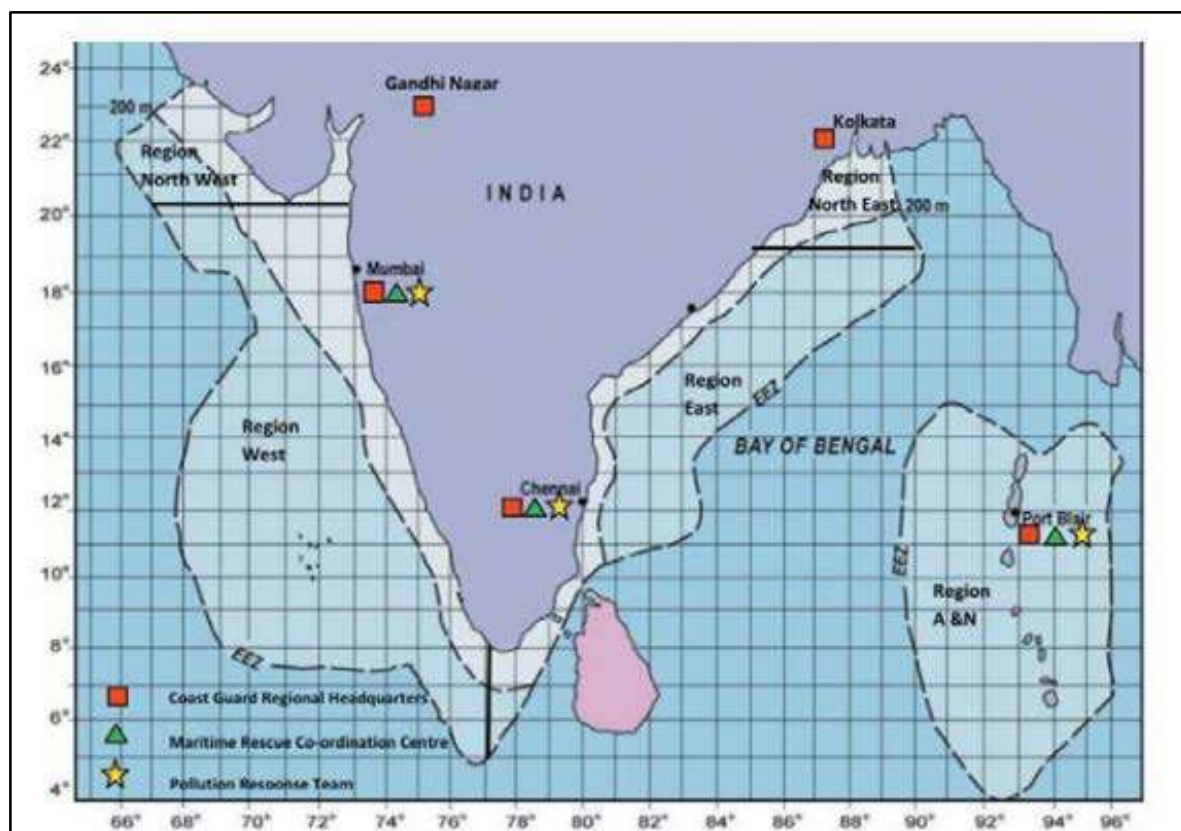 24°
22°
20°
18°
16°
14°
12°
10°
8°
6°
4°
Gandhi Nagar
200 m
Kolkata
Region
North West
INDIA
Region
North East
200 m
Mumbai
Region
East
EEZ
Region
West
BAY OF BENGAL
Chennai
Port Blair
EEZ
Region
A &N
EEZ
Coast Guard Regional Headquarters
Maritime Rescue Co-ordination Centre
Pollution Response Team
66° 68° 70° 72° 74° 76° 78° 80° 82° 84° 86° 88° 90° 92° 94° 96°